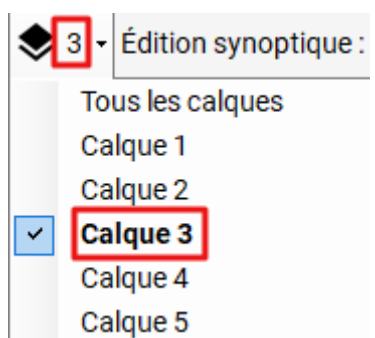 3 Édition synoptique :
Tous les calques
Calque 1
Calque 2
Calque 3
Calque 4
Calque 5